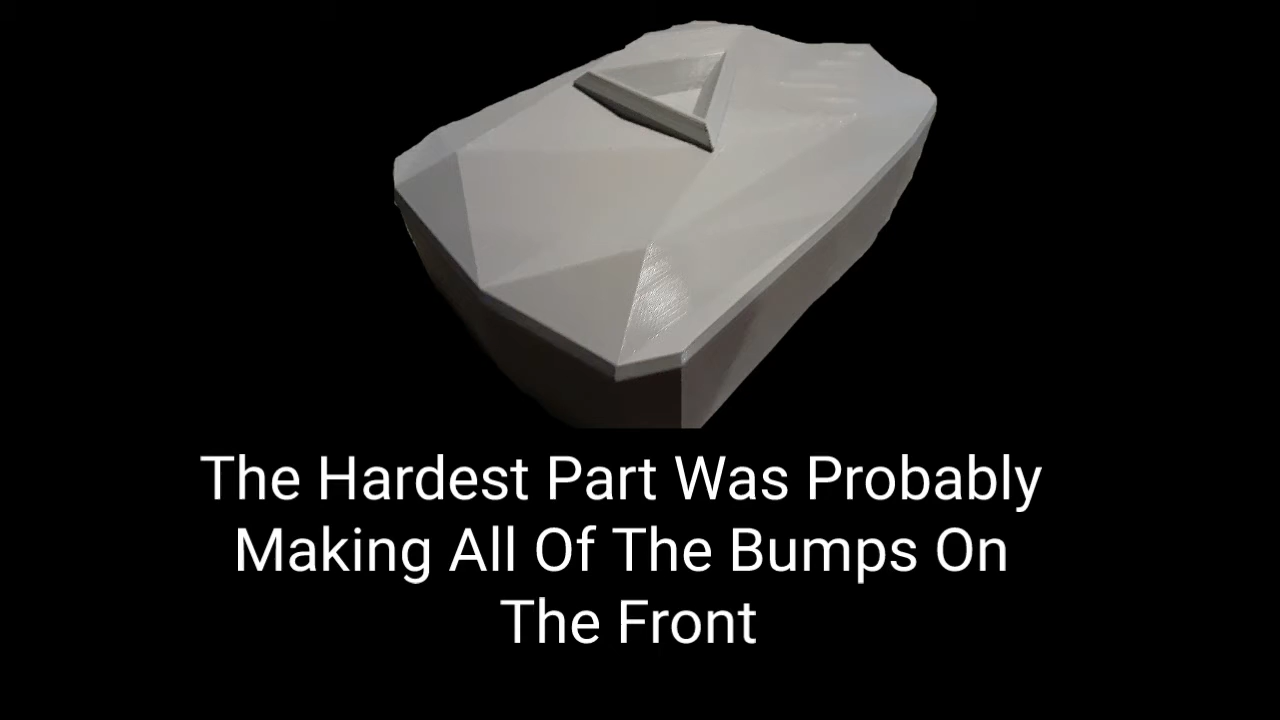 The Hardest Part Was Probably
Making All Of The Bumps On
The Front